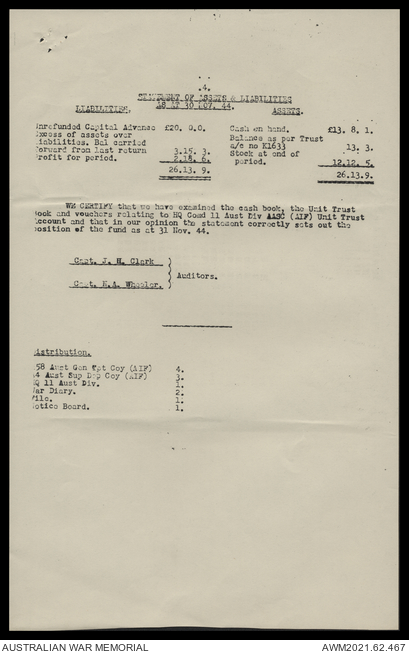 .4.
STATEMENT OF ASSETS & LIABILITIES
AS AT 30 NOV. 44.
LIABILITIES. ASSETS.
Unrefunded Capital Advance £20. 0.0. Cash on hand. £13. 8. 1.
Excess of assets over Balance as per Trust
liabilities. Bal carried a/c no K1633 13. 3.
forward from last return 3.15. 3. Stock at end of
Profit for period. 2.18. 6. period. 12.12. 5.
26.13. 9. 26.13.9.
WE CERTIFY that we have examined the cash book, the Unit Trust
Book and vouchers relating to HQ Comd 11 Aust Div AASC (AIF) Unit Trust
Account and that in our opinion the statement correctly sets out the
position of the fund as at 31 Nov. 44.
Capt. J. H. Clark )
) Auditors.
Capt. H.A. Wheeler. )
Distribution.
58 Aust Gen Tpt Coy (AIF) 4.
4 Aust Sup Dep Coy (AIF) 3.
HQ 11 Aust Div. 1.
War Diary. 2.
File. 1.
Notice Board. 1.
AUSTRALIAN WAR MEMORIAL AWM2021.62.467